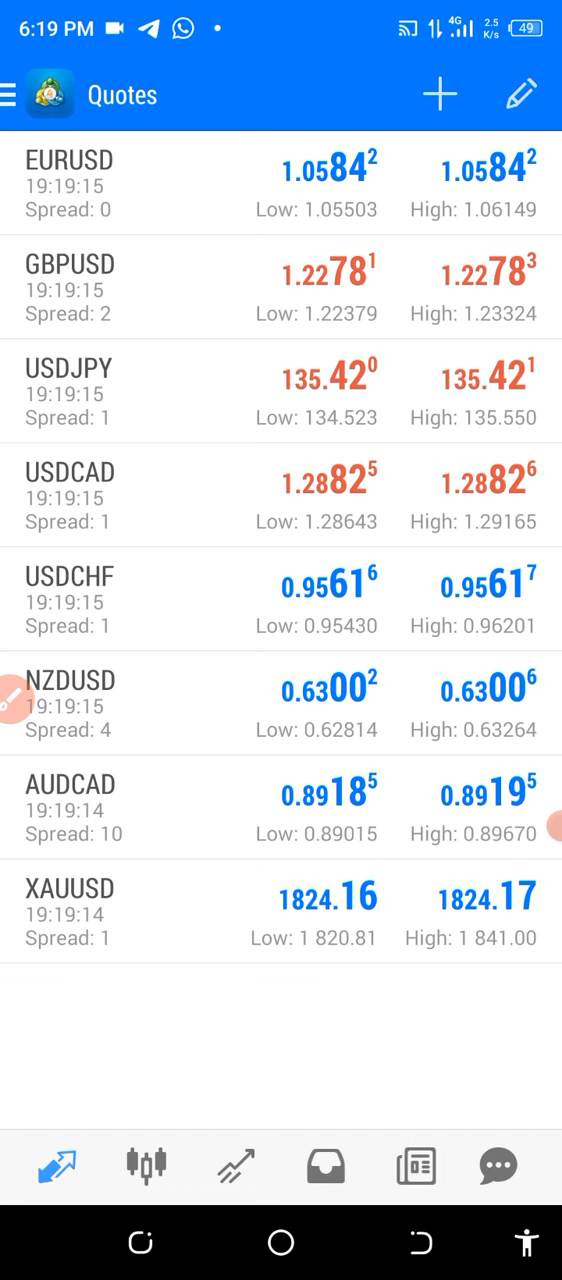 6:19 PM 4G 2.5 K/s 49
Quotes
EURUSD
19:19:15
Spread: 0
1.05842 1.05842
Low: 1.05503 High: 1.06149
GBPUSD
19:19:15
Spread: 2
1.22781 1.22783
Low: 1.22379 High: 1.23324
USDJPY
19:19:15
Spread: 1
135.420 135.421
Low: 134.523 High: 135.550
USDCAD
19:19:15
Spread: 1
1.28825 1.28826
Low: 1.28643 High: 1.29165
USDCHF
19:19:15
Spread: 1
0.95616 0.95617
Low: 0.95430 High: 0.96201
NZDUSD
19:19:15
Spread: 4
0.63002 0.63006
Low: 0.62814 High: 0.63264
AUDCAD
19:19:14
Spread: 10
0.89185 0.89195
Low: 0.89015 High: 0.89670
XAUUSD
19:19:14
Spread: 1
1824.16 1824.17
Low: 1 820.81 High: 1 841.00